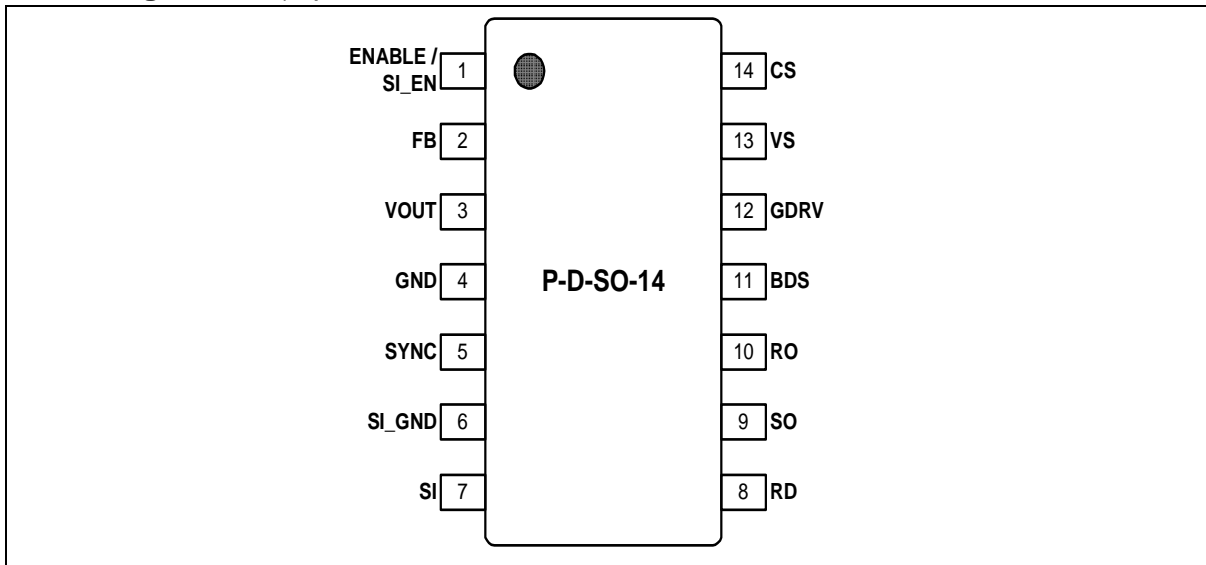 ENABLE /
SI_EN
1
14 CS
FB 2
13 VS
VOUT 3
12 GDRV
GND 4
P-D-SO-14
11 BDS
SYNC 5
10 RO
SI_GND 6
9 SO
SI 7
8 RD